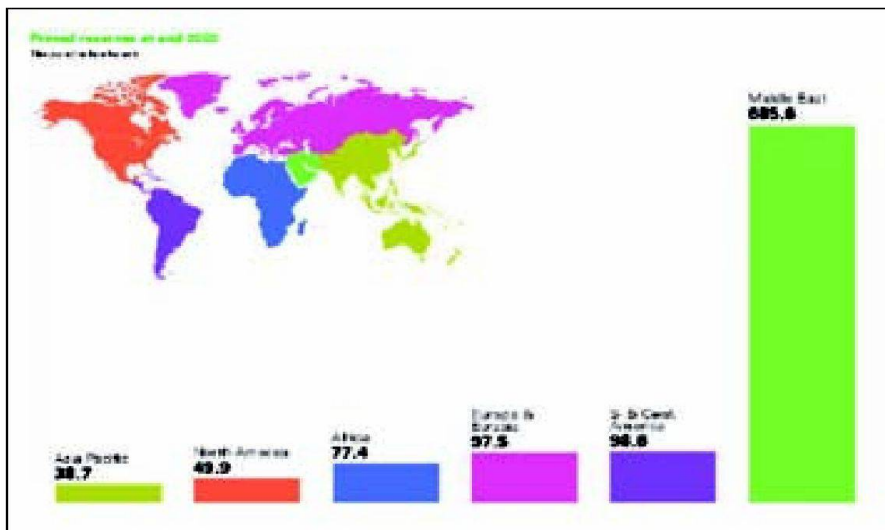 Proved reserves at end 2002
Middle East
685.6
Europe &
Eurasia
97.5
S. & Cent.
America
98.6
Africa
77.4
North America
49.9
Asia Pacific
38.7